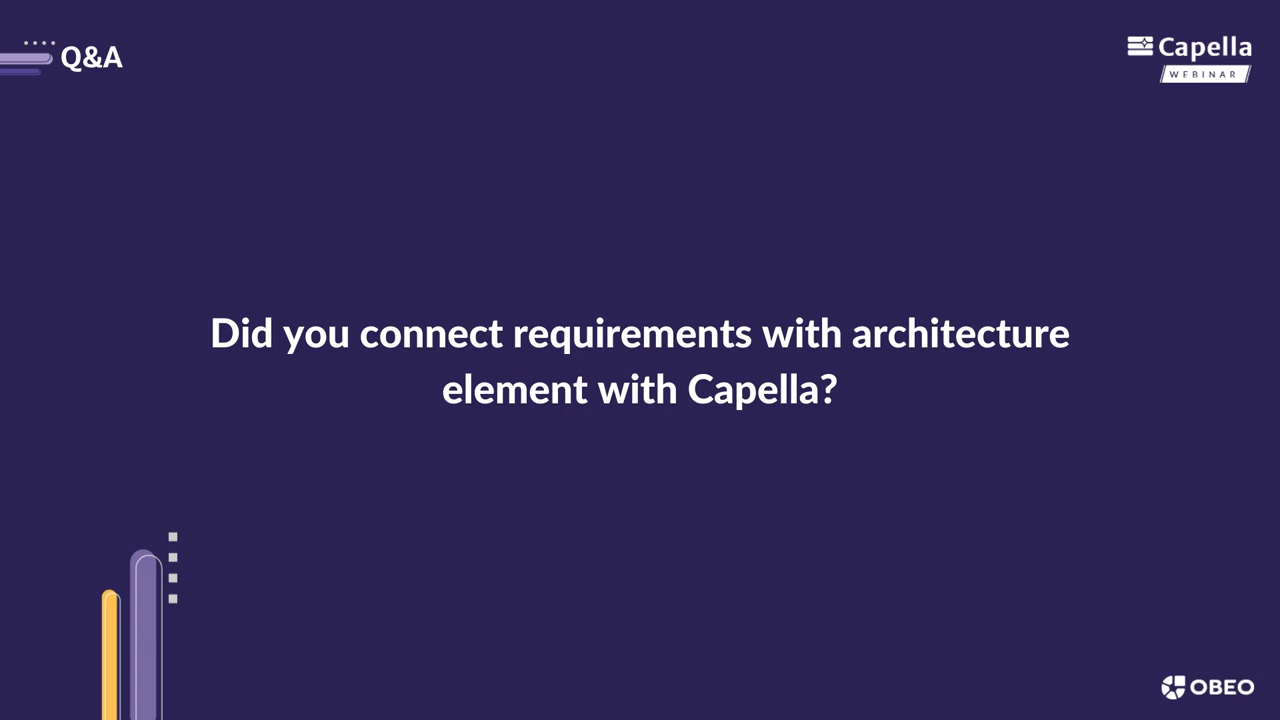 Q&A
Capella
WEBINAR
Did you connect requirements with architecture
element with Capella?
OBEO